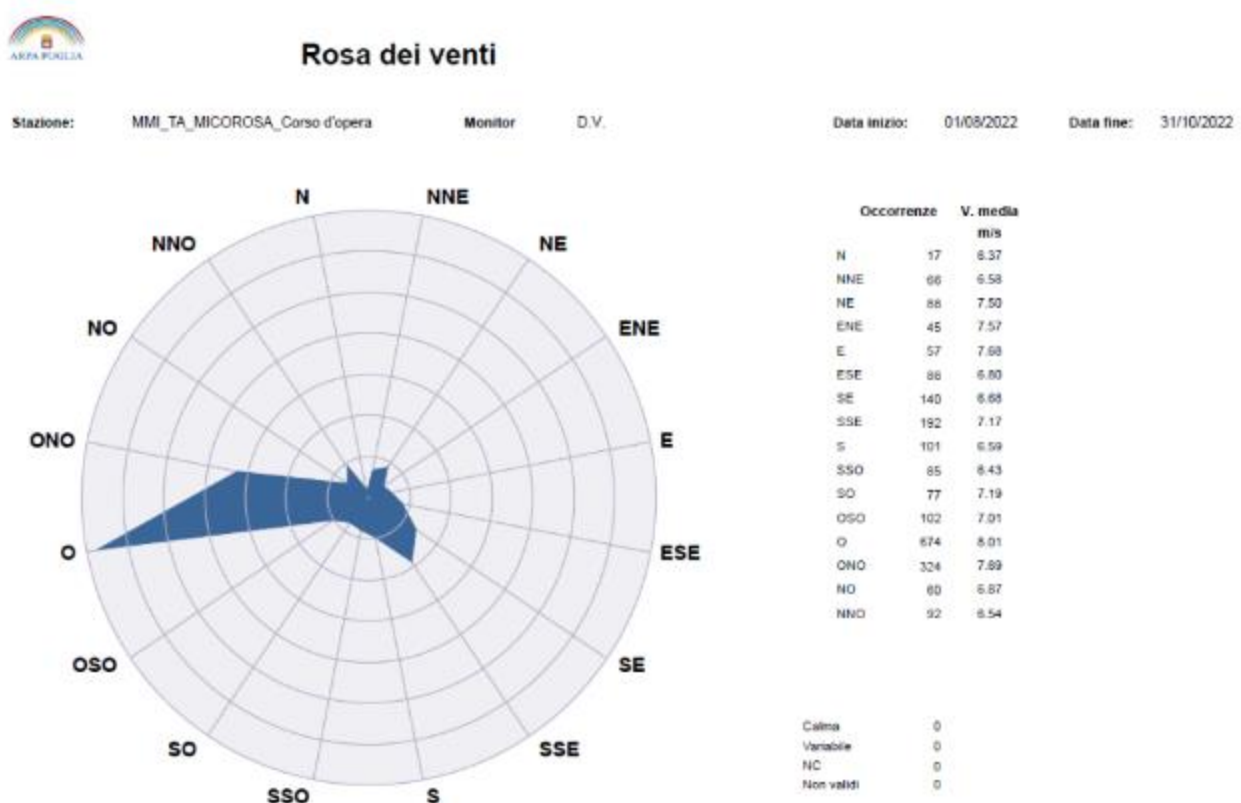 ARPA PUGLIA
Rosa dei venti
Stazione: MMI_TA_MICOROSA_Corso d'opera Monitor D.V. Data inizio: 01/08/2022 Data fine: 31/10/2022
N NNE
NNO NE
NO ENE
ONO E
O ESE
OSO SE
SO SSE
SSO S
Occorrenze V. media
m/s
N 17 6.37
NNE 66 6.58
NE 88 7.50
ENE 45 7.57
E 57 7.68
ESE 86 6.80
SE 140 6.68
SSE 192 7.17
S 101 6.59
SSO 85 6.43
SO 77 7.19
OSO 102 7.01
O 674 8.01
ONO 324 7.89
NO 60 6.87
NNO 92 6.54
Calma 0
Variabile 0
NC 0
Non validi 0